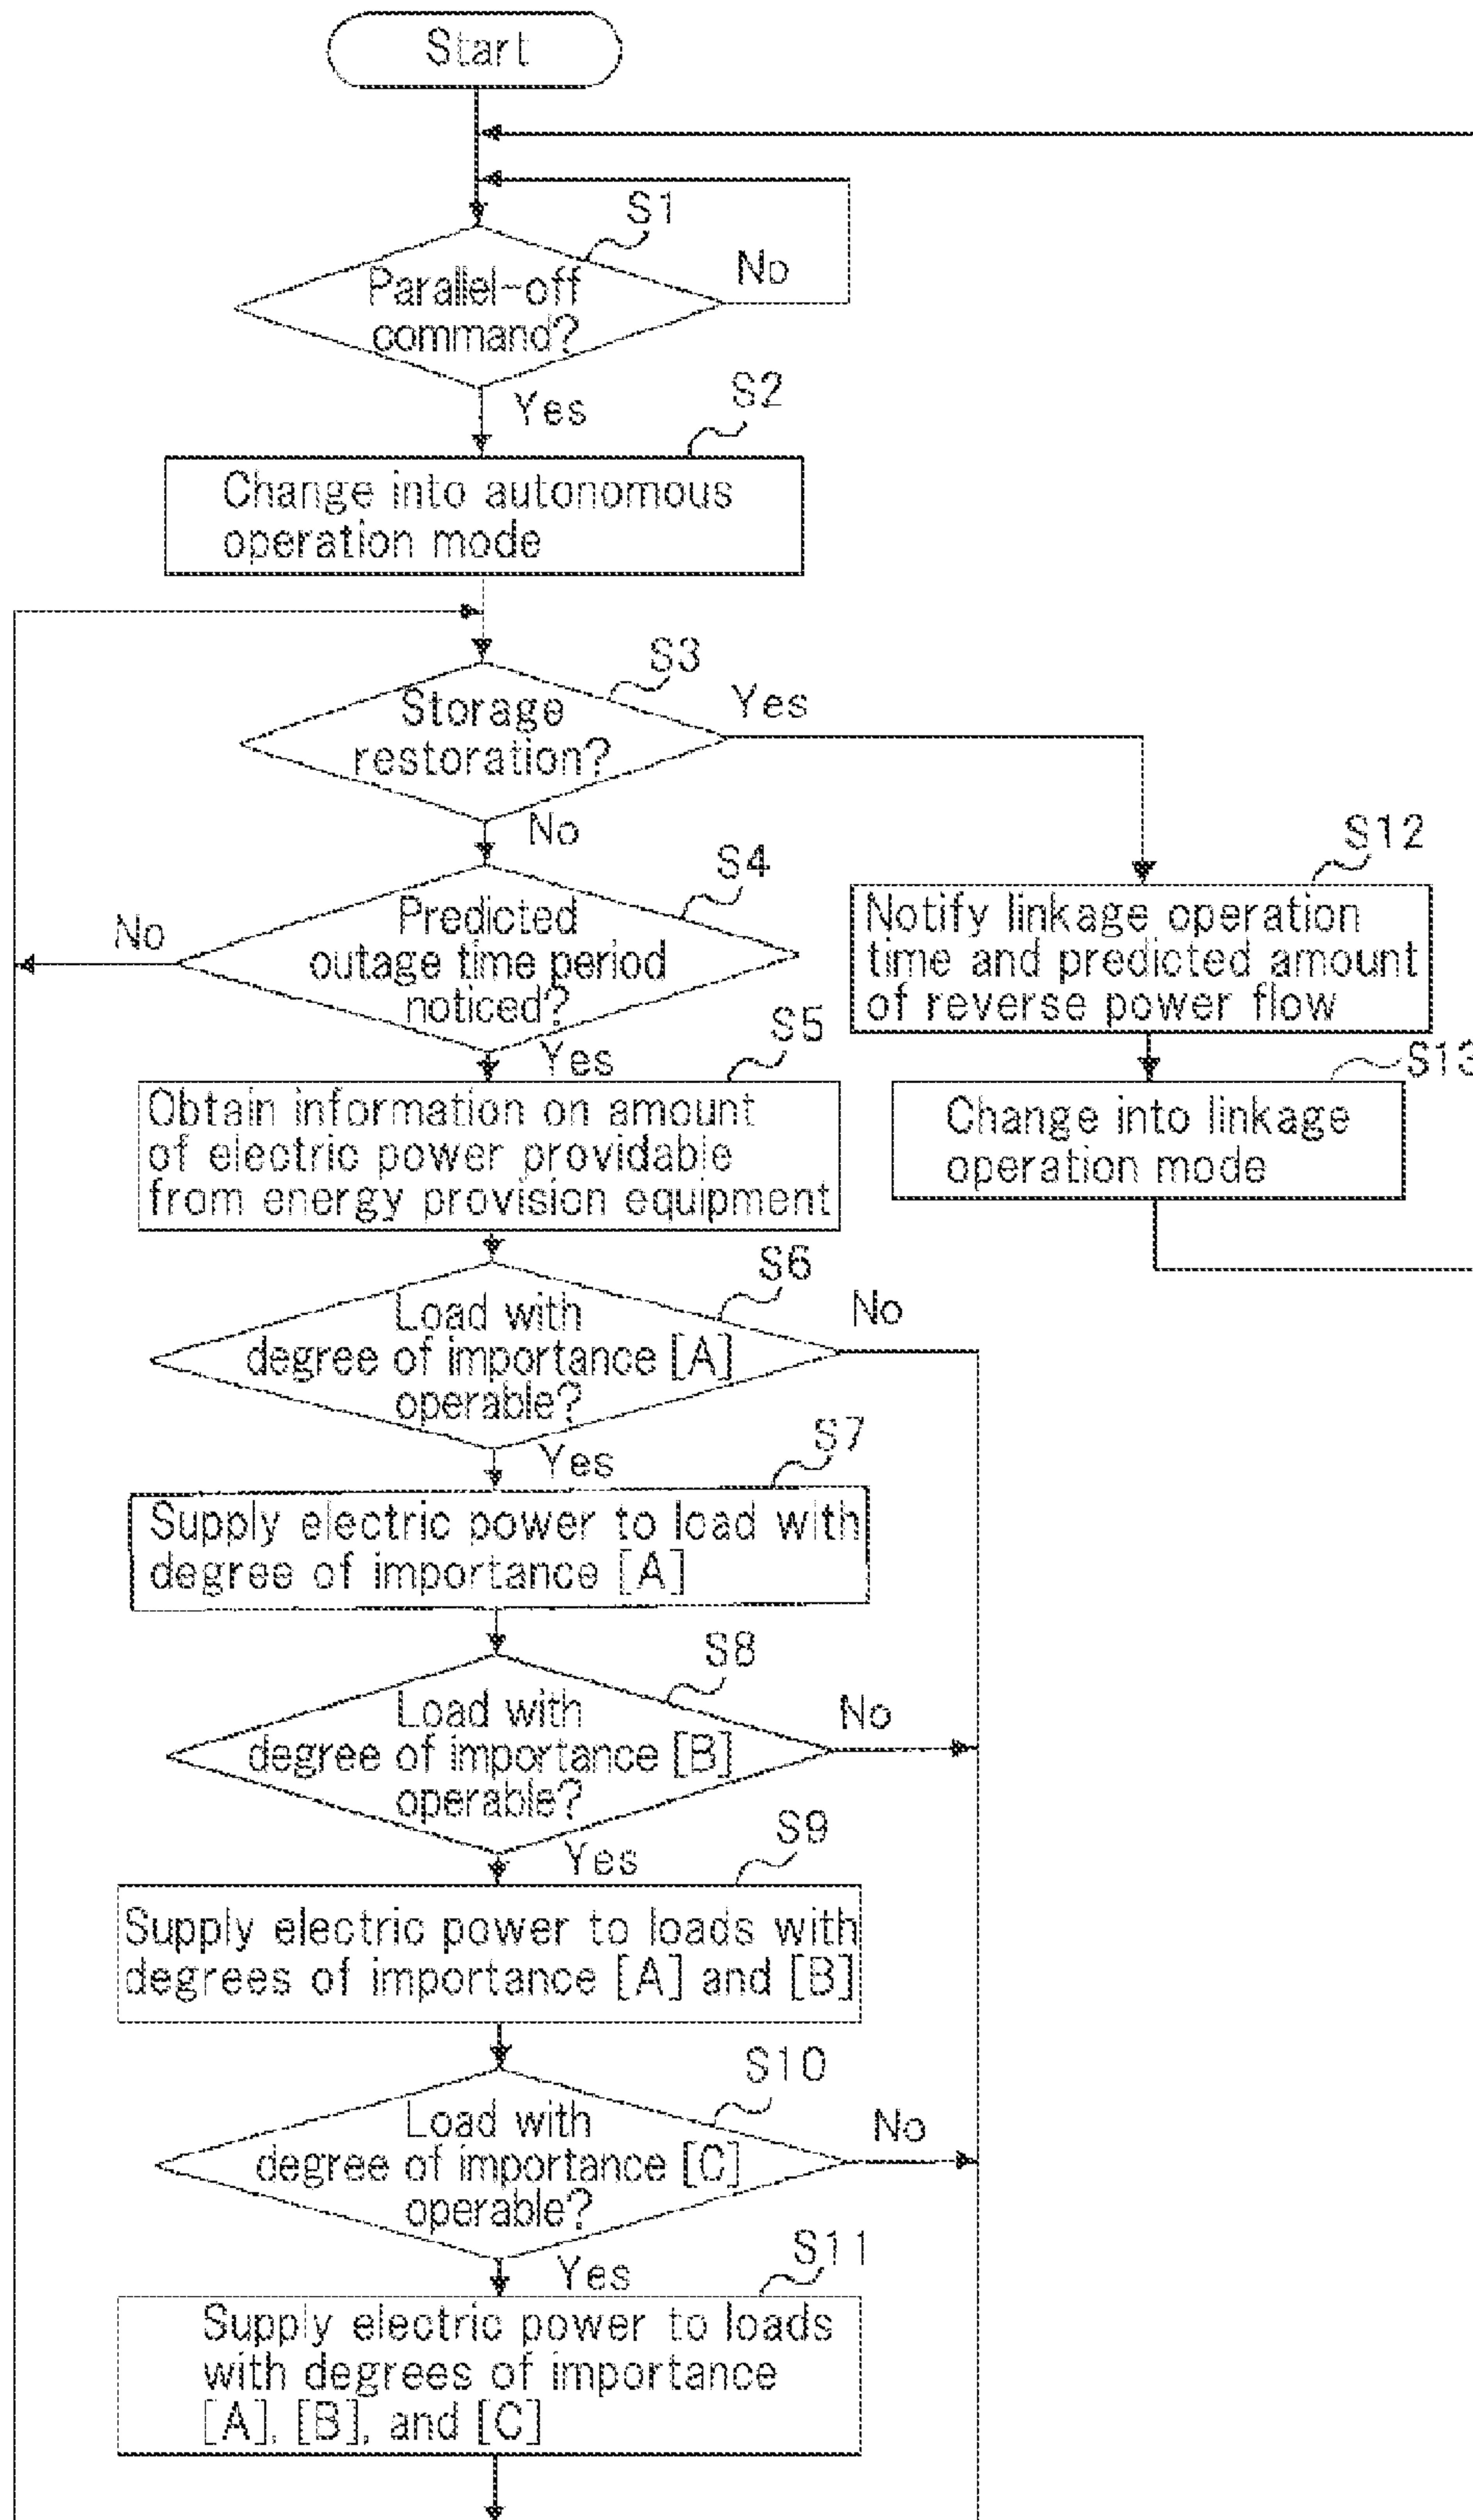 Start
S1
No
Parallel-off
command?
Yes
S2
Change into autonomous
operation mode
S3
Yes
Storage
restoration?
No
S4
No
Predicted
outage time period
noticed?
Yes
S5
Obtain information on amount
of electric power providable
from energy provision equipment
S12
Notify linkage operation
time and predicted amount
of reverse power flow
S13
Change into linkage
operation mode
S6
No
Load with
degree of importance [A]
operable?
Yes
S7
Supply electric power to load with
degree of importance [A]
S8
No
Load with
degree of importance [B]
operable?
Yes
S9
Supply electric power to loads with
degrees of importance [A] and [B]
S10
No
Load with
degree of importance [C]
operable?
Yes
S11
Supply electric power to loads
with degrees of importance
[A], [B], and [C]